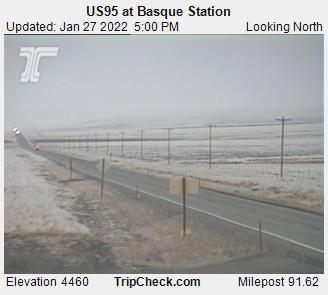 US95 at Basque Station
Updated: Jan 27 2022  5:00 PM Looking North
Elevation 4460 TripCheck.com Milepost 91.62